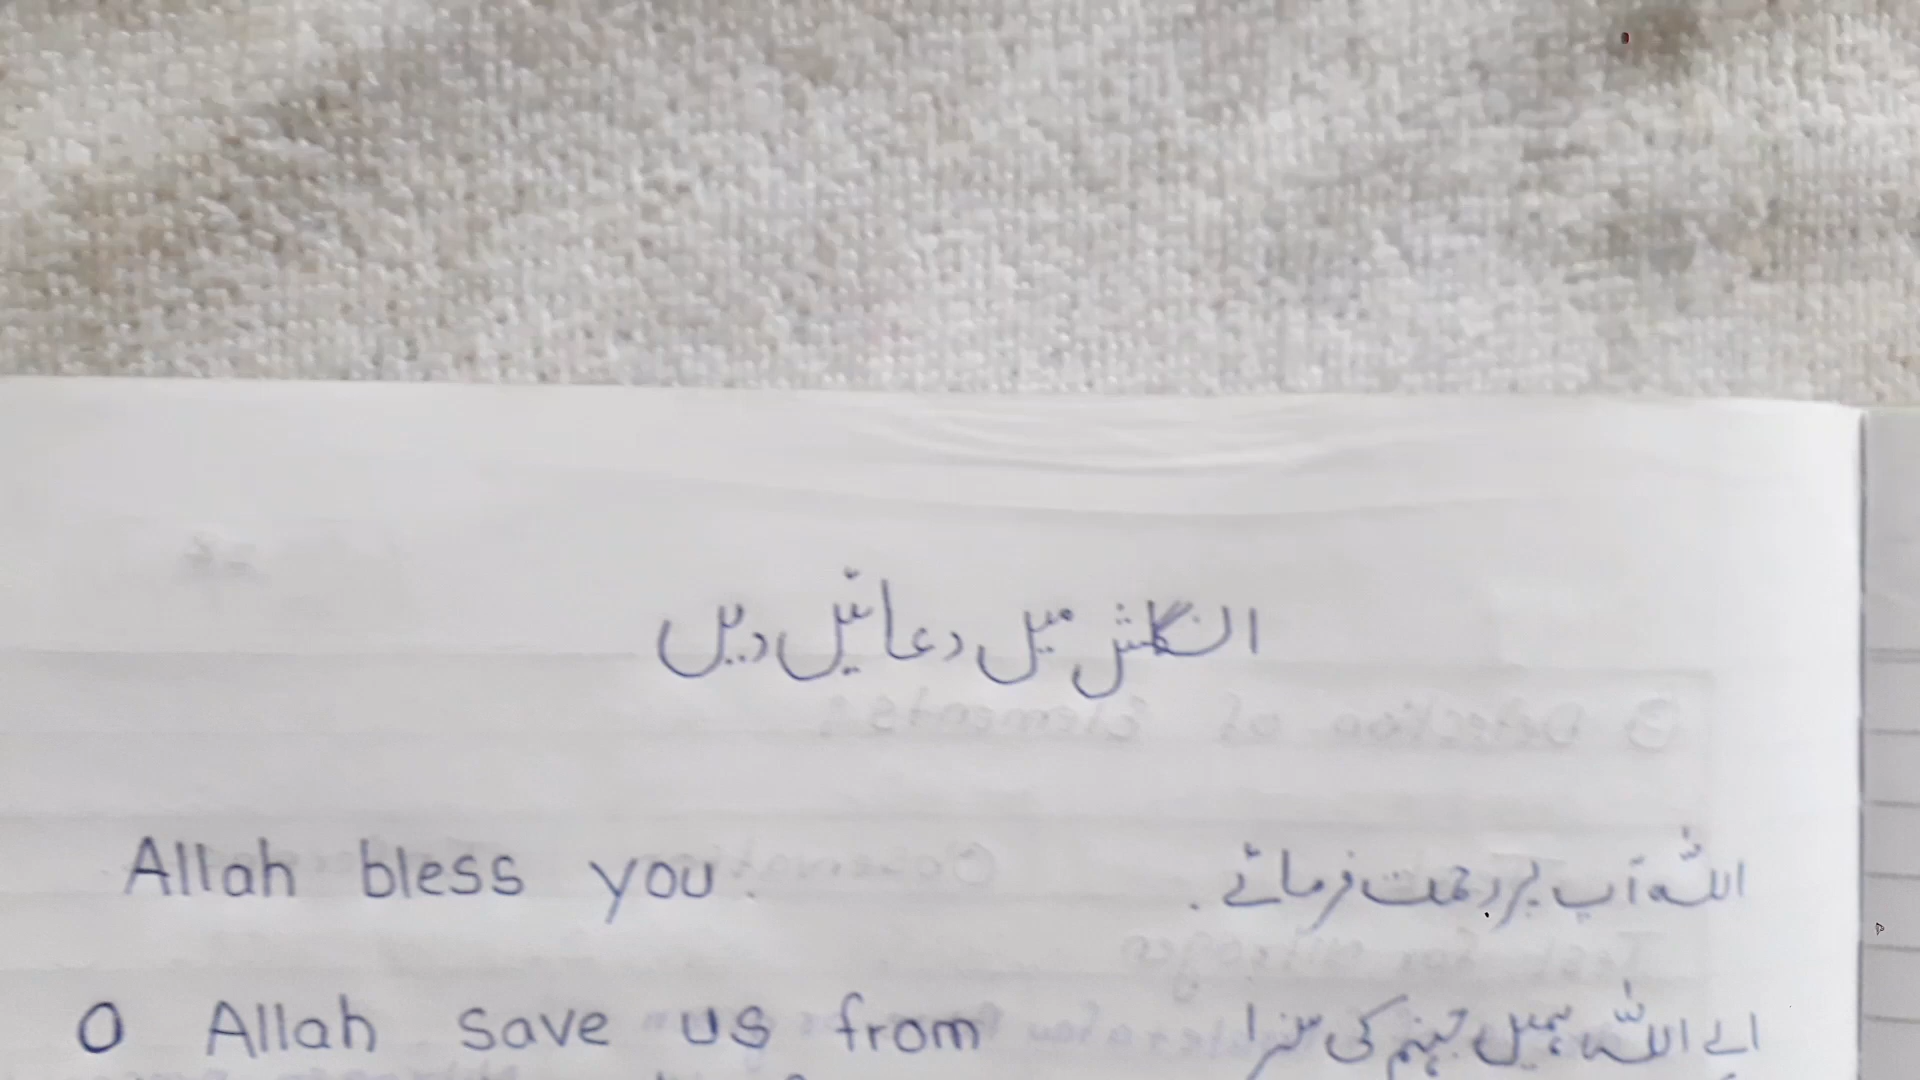 انگلش میں دعائیں دیں
Allah bless you.
اللہ آپ پر رحمت فرمائے.
O Allah save us from
اے اللہ ہمیں جہنم کی سزا